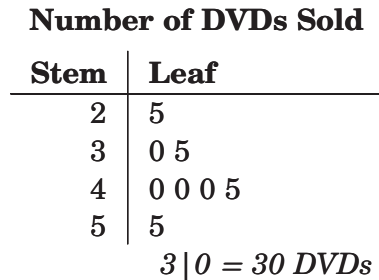 Number of DVDs Sold
Stem Leaf
2 5
3 0 5
4 0 0 0 5
5 5
3|0 = 30 DVDs